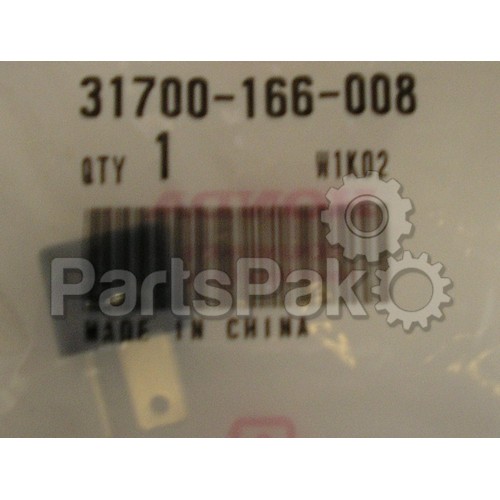 31700-166-008
QTY 1 W1K02
PartsPak
MADE IN CHINA